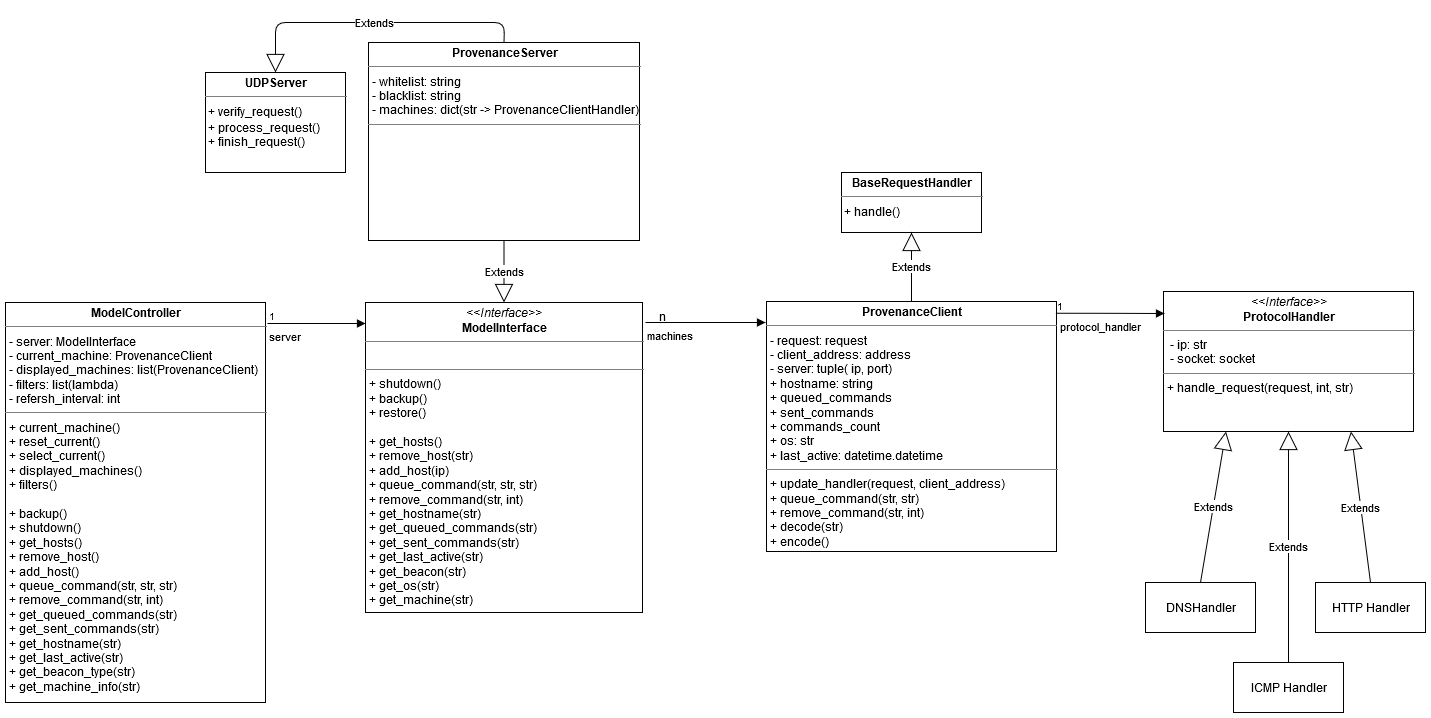 Extends
ProvenanceServer
- whitelist: string
- blacklist: string
- machines: dict(str -> ProvenanceClientHandler)
UDPServer
+ verify_request()
+ process_request()
+ finish_request()
Extends
BaseRequestHandler
+ handle()
Extends
ModelController
- server: ModelInterface
- current_machine: ProvenanceClient
- displayed_machines: list(ProvenanceClient)
- filters: list(lambda)
- refersh_interval: int
+ current_machine()
+ reset_current()
+ select_current()
+ displayed_machines()
+ filters()
+ backup()
+ shutdown()
+ get_hosts()
+ remove_host()
+ add_host()
+ queue_command(str, str, str)
+ remove_command(str, int)
+ get_queued_commands(str)
+ get_sent_commands(str)
+ get_hostname(str)
+ get_last_active(str)
+ get_beacon_type(str)
+ get_machine_info(str)
1
server
<<Interface>>
ModelInterface
+ shutdown()
+ backup()
+ restore()
+ get_hosts()
+ remove_host(str)
+ add_host(ip)
+ queue_command(str, str, str)
+ remove_command(str, int)
+ get_hostname(str)
+ get_queued_commands(str)
+ get_sent_commands(str)
+ get_last_active(str)
+ get_beacon(str)
+ get_os(str)
+ get_machine(str)
n
machines
ProvenanceClient
- request: request
- client_address: address
- server: tuple( ip, port)
+ hostname: string
+ queued_commands
+ sent_commands
+ commands_count
+ os: str
+ last_active: datetime.datetime
+ update_handler(request, client_address)
+ queue_command(str, str)
+ remove_command(str, int)
+ decode(str)
+ encode()
1
protocol_handler
<<Interface>>
ProtocolHandler
- ip: str
- socket: socket
+ handle_request(request, int, str)
Extends
Extends
Extends
DNSHandler
HTTP Handler
ICMP Handler